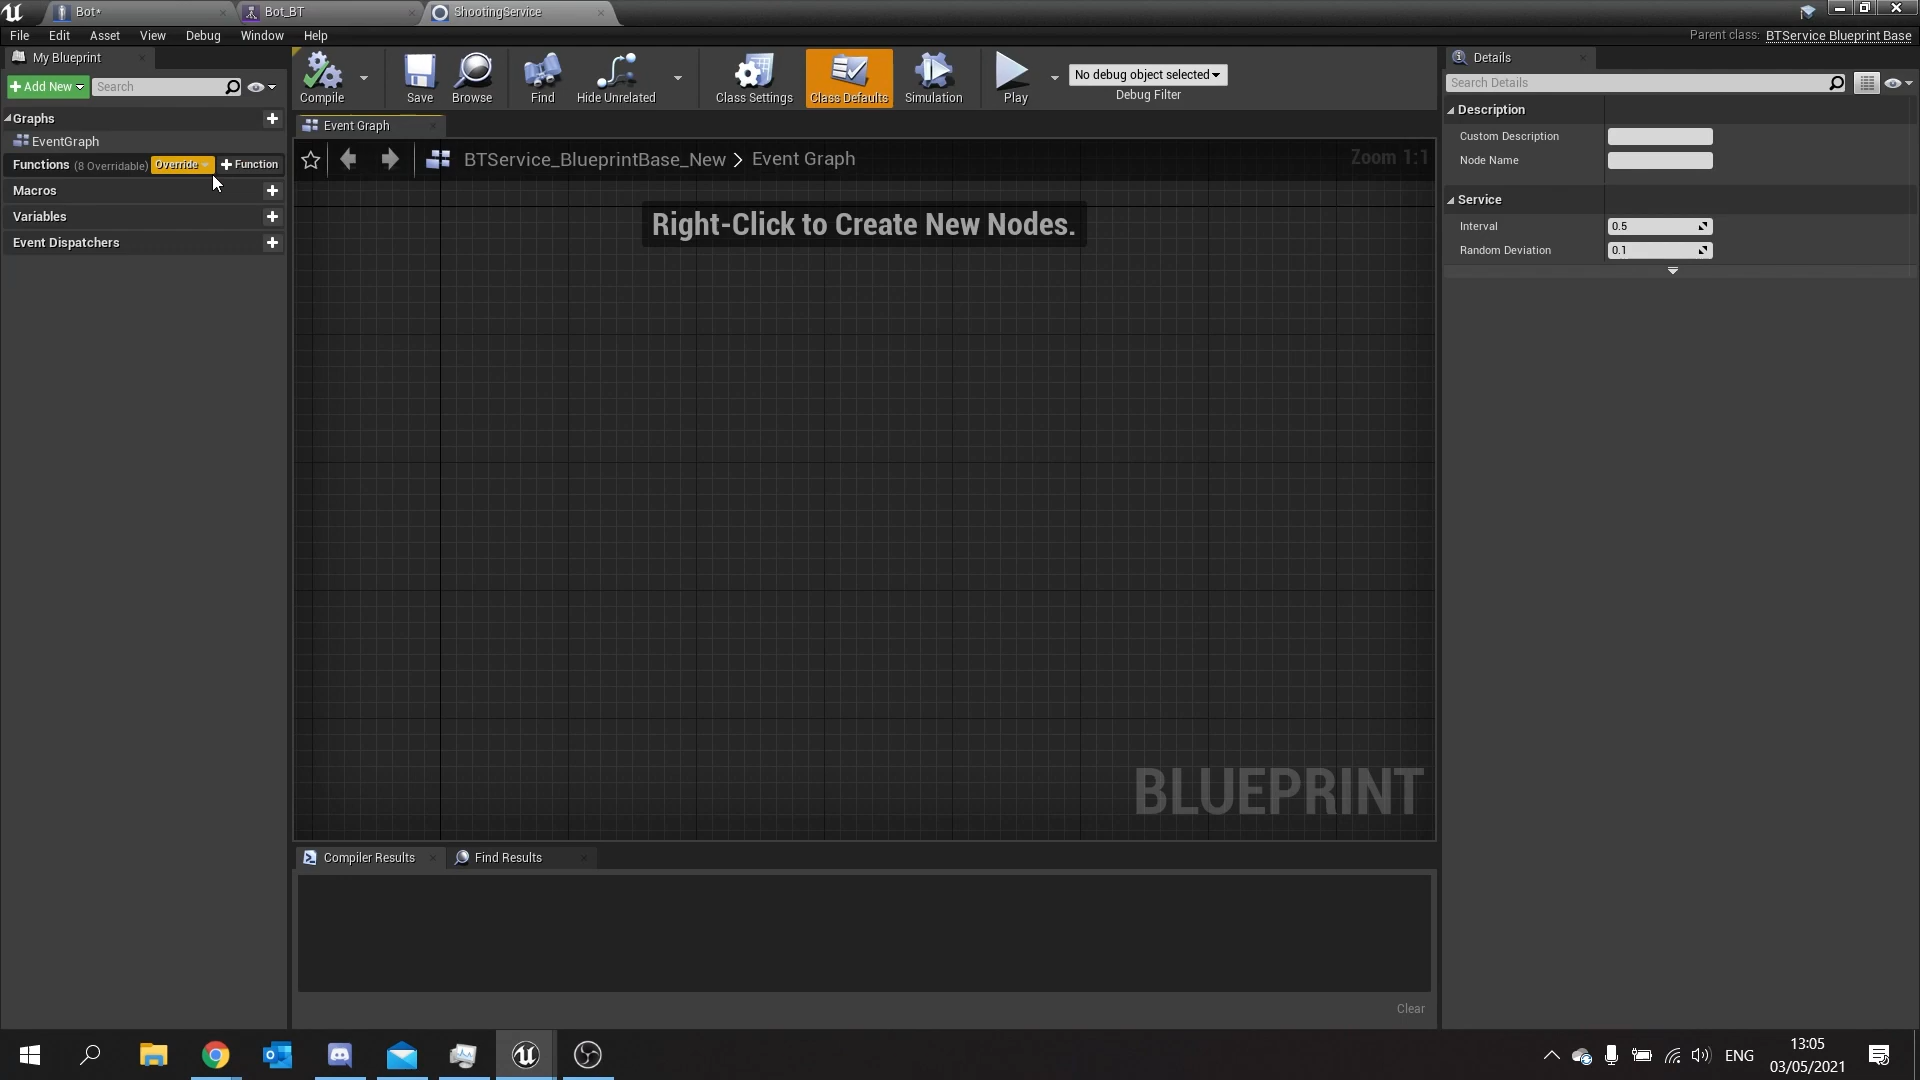 Bot*
Bot_BT
ShootingService
File
Edit
Asset
View
Debug
Window
Help
Parent class:
BTService Blueprint Base
My Blueprint
Add New
Search
Graphs
EventGraph
Functions (8 Overridable)
Override
Function
Macros
Variables
Event Dispatchers
Compile
Save
Browse
Find
Hide Unrelated
Class Settings
Class Defaults
Simulation
Play
No debug object selected
Debug Filter
Event Graph
BTService_BlueprintBase_New
Event Graph
Zoom 1:1
Right-Click to Create New Nodes.
BLUEPRINT
Compiler Results
Find Results
Clear
Details
Search Details
Description
Custom Description
Node Name
Service
Interval
0.5
Random Deviation
0.1
ENG
13:05
03/05/2021